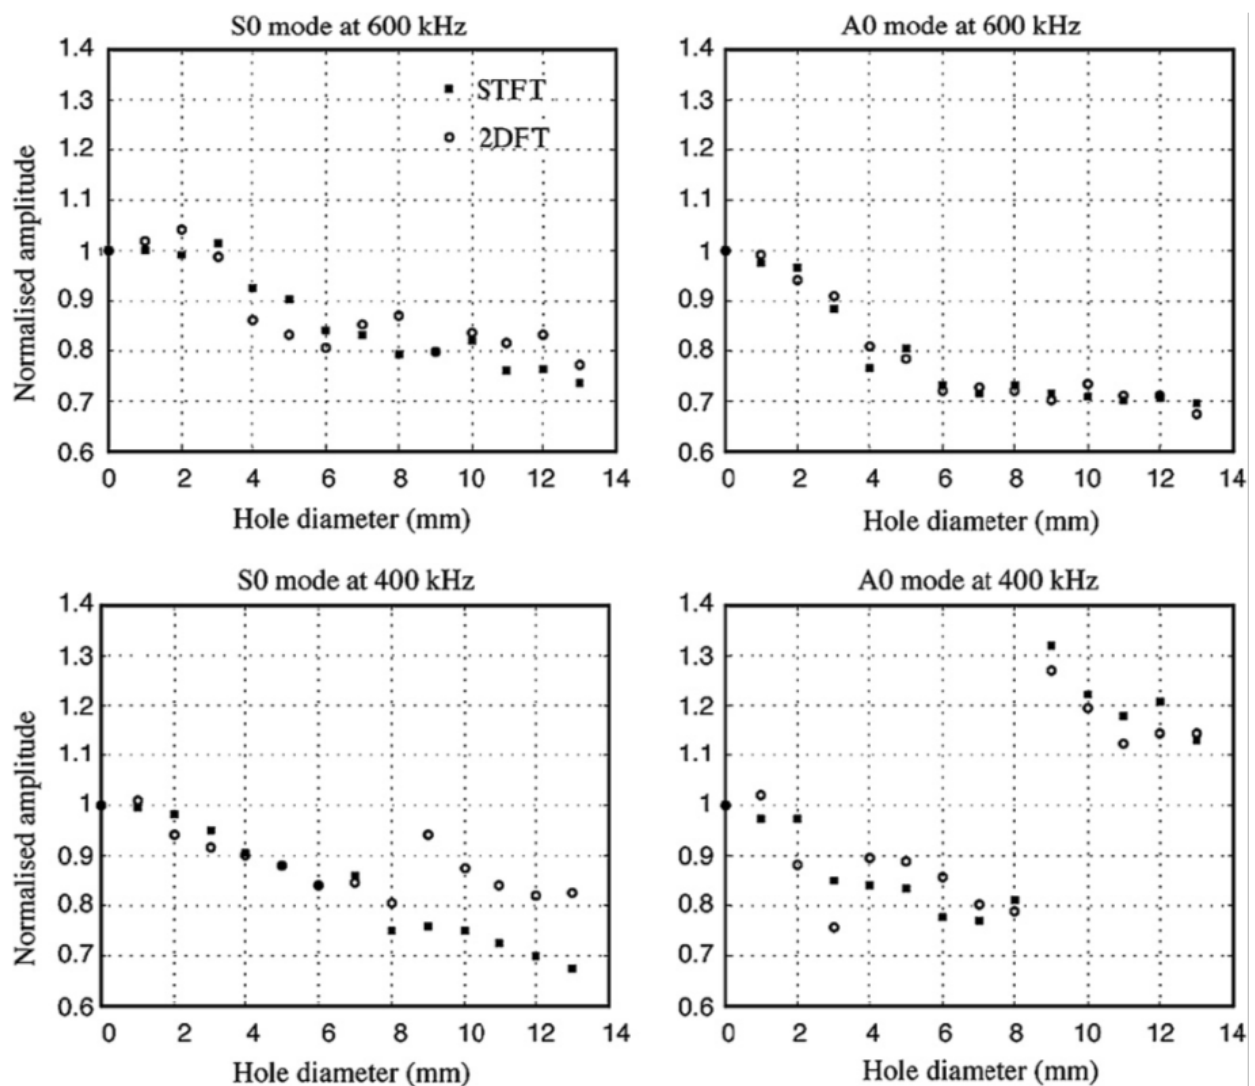 S0 mode at 600 kHz
1.4
1.3
1.2
1.1
1
0.9
0.8
0.7
0.6
STFT
2DFT
Normalised amplitude
0 2 4 6 8 10 12 14
Hole diameter (mm)
A0 mode at 600 kHz
1.4
1.3
1.2
1.1
1
0.9
0.8
0.7
0.6
0 2 4 6 8 10 12 14
Hole diameter (mm)
S0 mode at 400 kHz
1.4
1.3
1.2
1.1
1
0.9
0.8
0.7
0.6
Normalised amplitude
0 2 4 6 8 10 12 14
Hole diameter (mm)
A0 mode at 400 kHz
1.4
1.3
1.2
1.1
1
0.9
0.8
0.7
0.6
0 2 4 6 8 10 12 14
Hole diameter (mm)